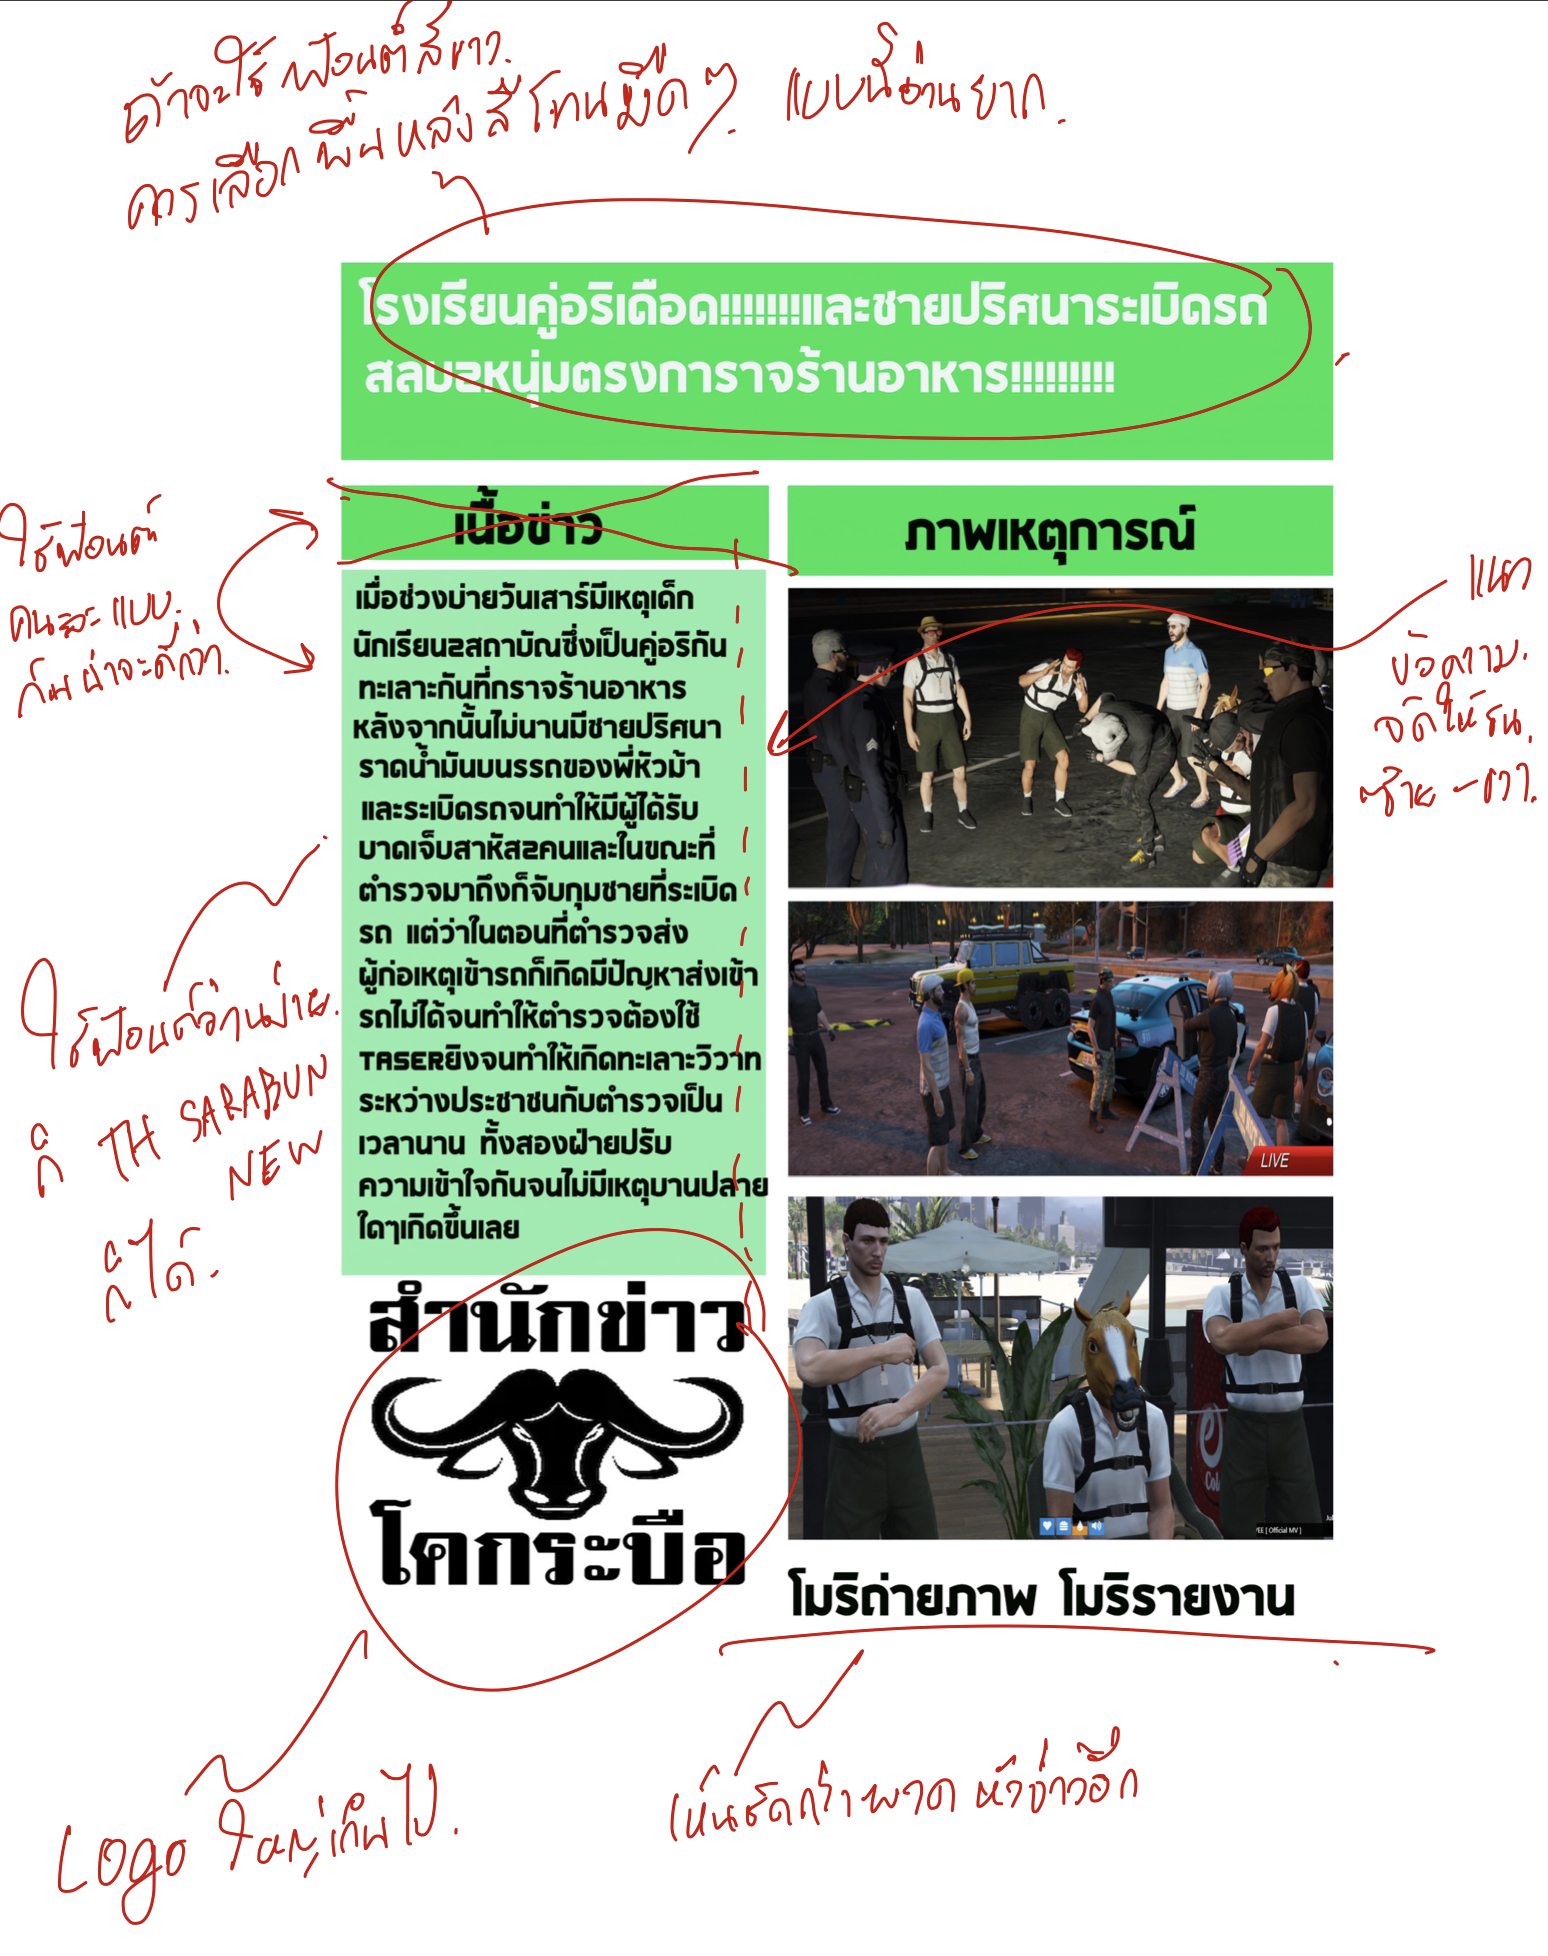 ถ้าจะใช้ ฟ้อนต์สีขาว.
ควรเลือก พื้นหลังสีโทนมืดๆ แบบนี้อ่านยาก.
โรงเรียนคู่อริเดือด!!!!!!!!และชายปริศนาระเบิดรถ
สลบ2หนุ่มตรงการาจร้านอาหาร!!!!!!!!!!
เนื้อข่าว
ภาพเหตุการณ์
ใช้ฟ้อนต์
คนละแบบ.
กันน่าจะดีกว่า.
เมื่อช่วงบ่ายวันเสาร์มีเหตุเด็ก
นักเรียน2สถาบัณซึ่งเป็นคู่อริกัน
ทะเลาะกันที่กราจร้านอาหาร
หลังจากนั้นไม่นานมีชายปริศนา
ราดน้ำมันบนรรถของพี่หัวม้า
และระเบิดรถจนทำให้มีผู้ได้รับ
บาดเจ็บสาหัส2คนและในขณะที่
ตำรวจมาถึงก็จับกุมชายที่ระเบิด
รถ แต่ว่าในตอนที่ตำรวจส่ง
ผู้ก่อเหตุเข้ารถก็เกิดมีปัญหาส่งเข้า
รถไม่ได้จนทำให้ตำรวจต้องใช้
TASERยิงจนทำให้เกิดทะเลาะวิวาท
ระหว่างประชาชนกับตำรวจเป็น
เวลานาน ทั้งสองฝ่ายปรับ
ความเข้าใจกันจนไม่มีเหตุบานปลาย
ใดๆเกิดขึ้นเลย
ข้อความ.
จัดให้ชน.
ซ้าย-ขวา.
ใช้ฟ้อนต์อ่านง่าย.
ก็ TH SARABUN
NEW
ก็ได้.
LIVE
VEE [ Official MV ]
สำนักข่าว
โคกระบือ
โมริถ่ายภาพ โมริรายงาน
Logo ใหญ่เกินไป.
เห็นชัดกว่าพาดหัวข่าวอีก